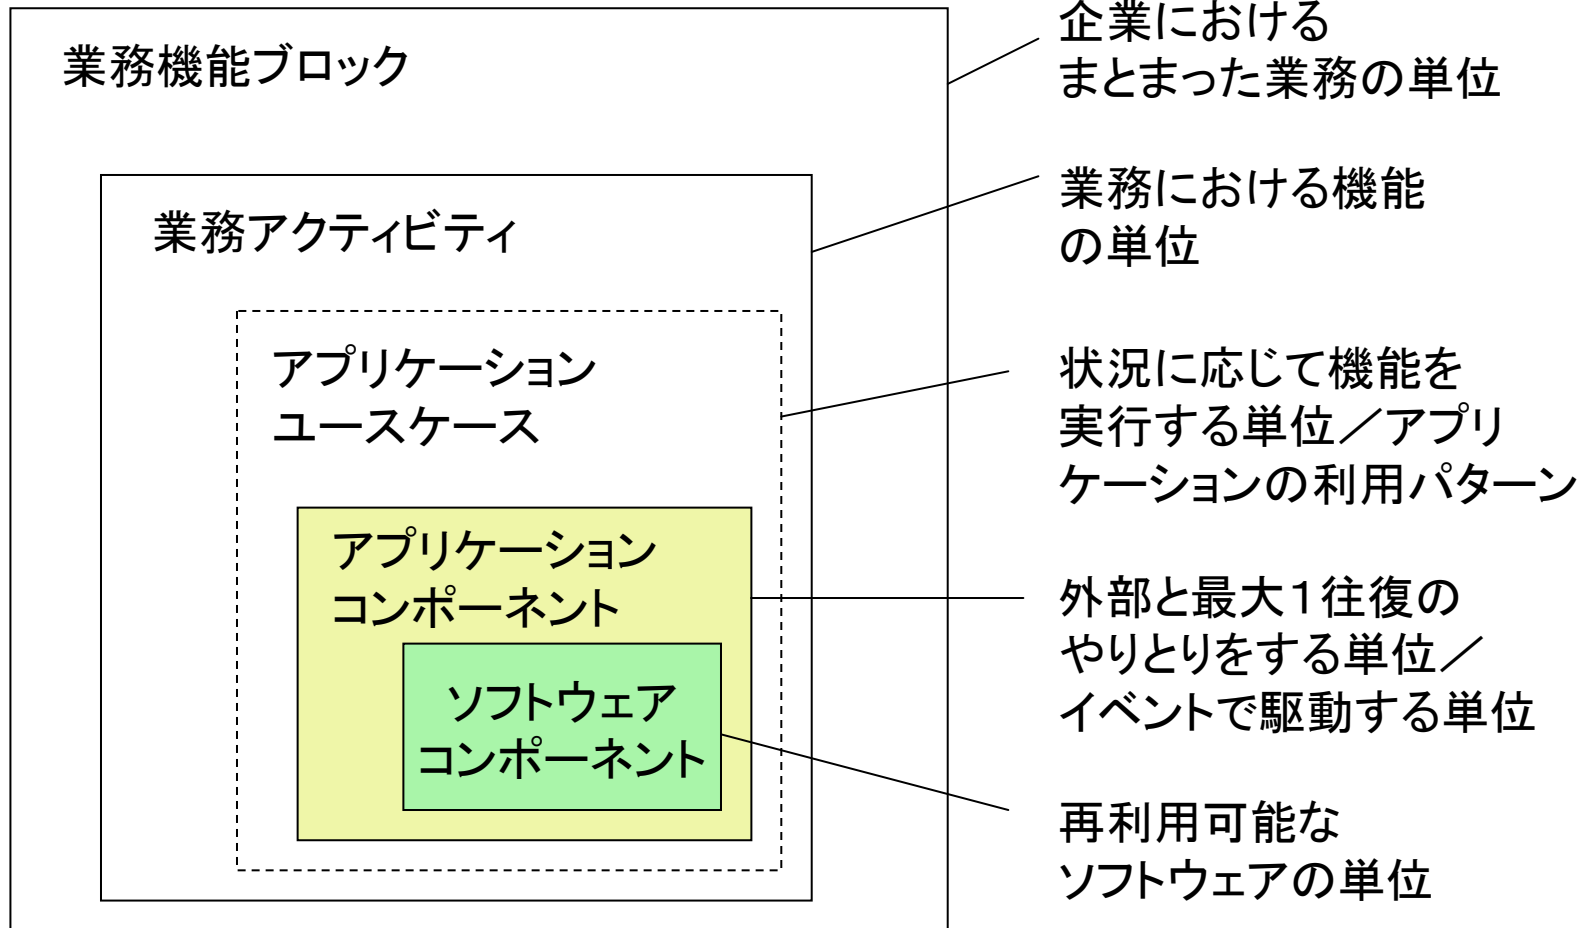 業務機能ブロック
企業における
まとまった業務の単位
業務アクティビティ
業務における機能
の単位
アプリケーション
ユースケース
状況に応じて機能を
実行する単位／アプリ
ケーションの利用パターン
アプリケーション
コンポーネント
外部と最大１往復の
やりとりをする単位／
イベントで駆動する単位
ソフトウェア
コンポーネント
再利用可能な
ソフトウェアの単位